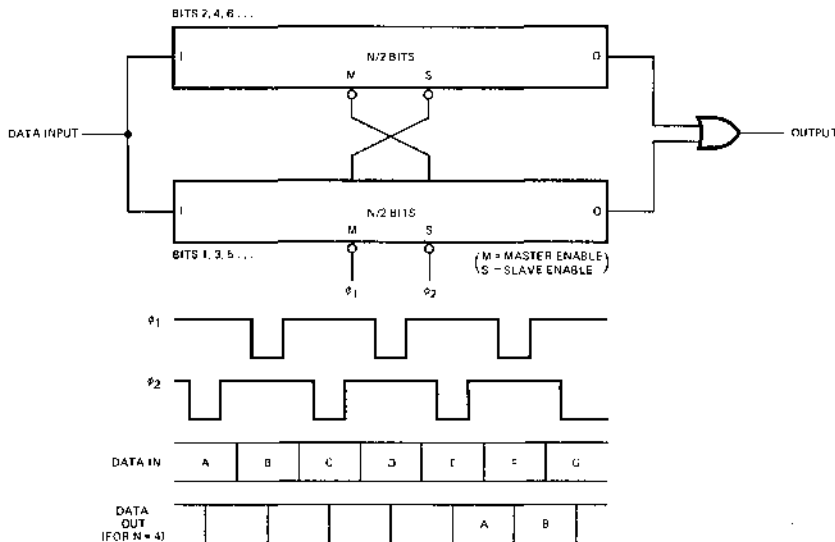 BITS 2, 4, 6 . . .
I N/2 BITS O
M S
DATA INPUT
OUTPUT
I N/2 BITS O
M S
BITS 1, 3, 5 . . .
(M = MASTER ENABLE)
(S = SLAVE ENABLE)
ϕ1 ϕ2
ϕ1
ϕ2
DATA IN A B C D E F G
DATA
OUT
(FOR N = 4) A B